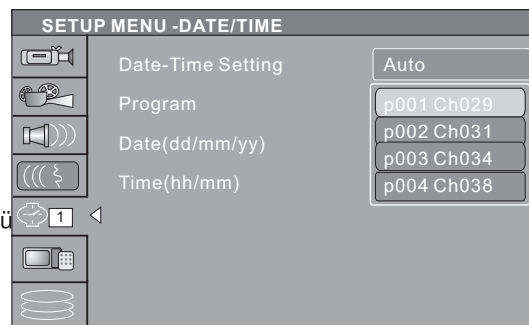 SETUP MENU -DATE/TIME
Date-Time Setting Auto
Program p001 Ch029
p002 Ch031
Date(dd/mm/yy)
p003 Ch034
Time(hh/mm) p004 Ch038
ü 1